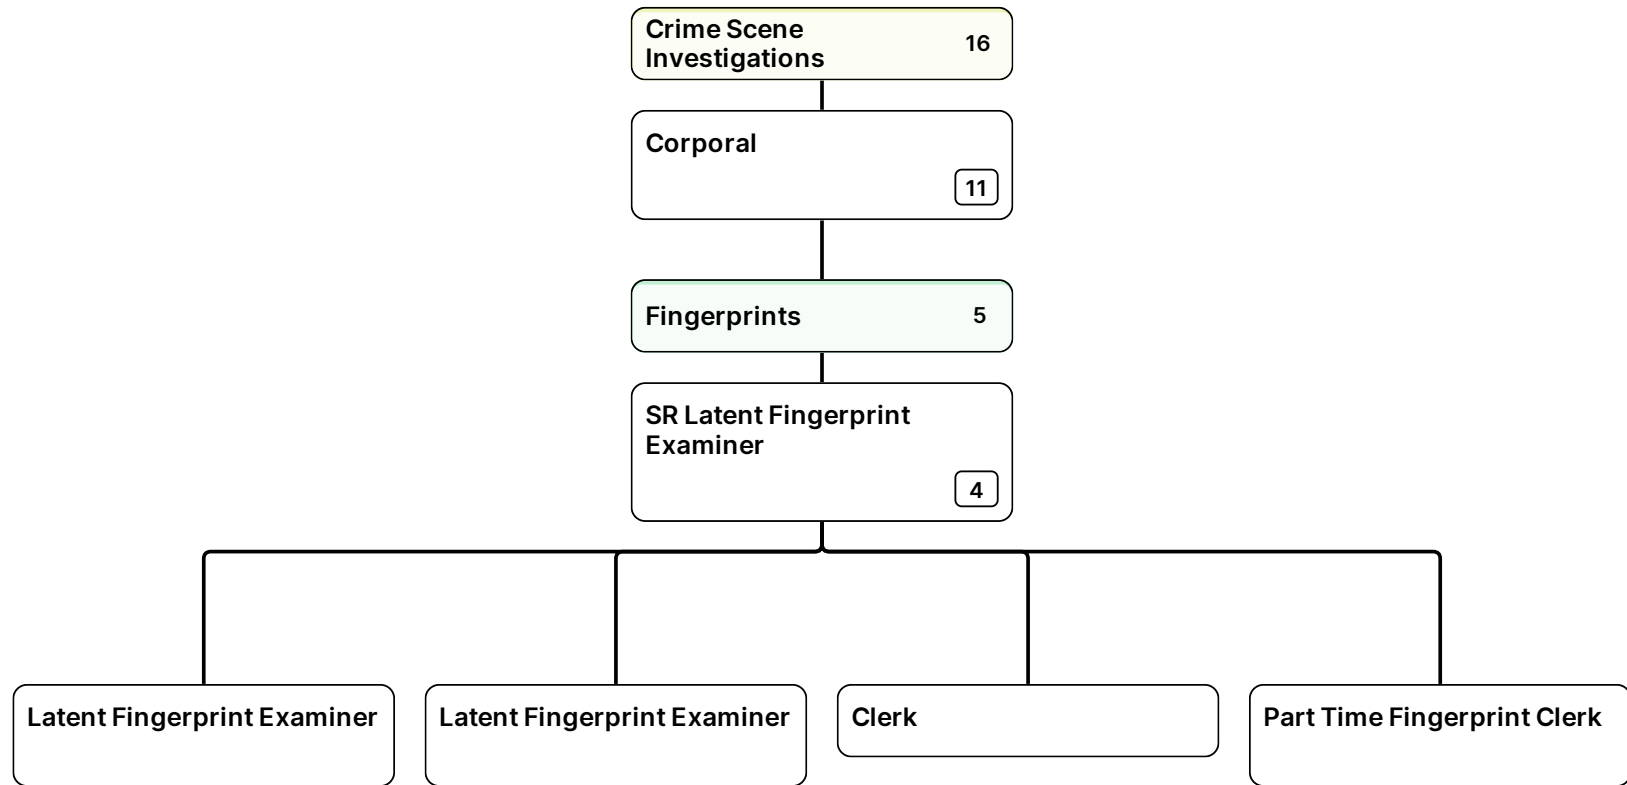 Crime Scene
Investigations
16
Corporal
11
Fingerprints
5
SR Latent Fingerprint
Examiner
4
Latent Fingerprint Examiner
Latent Fingerprint Examiner
Clerk
Part Time Fingerprint Clerk